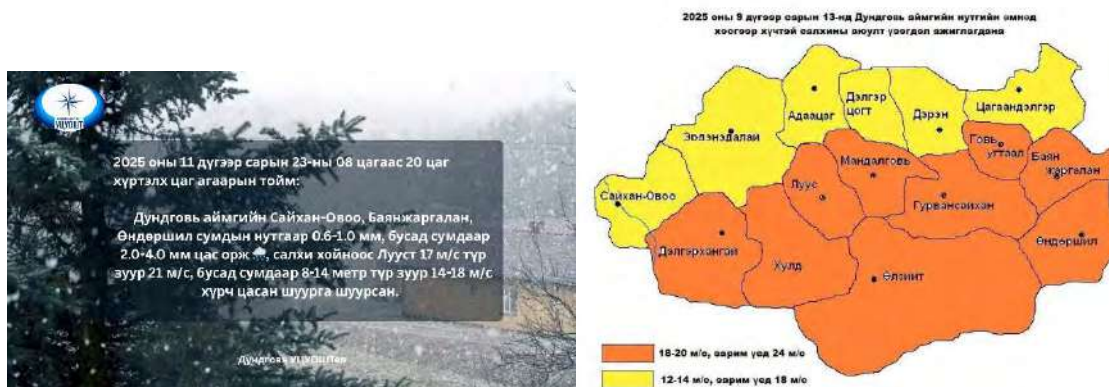 УЦУОШТ
2025 оны 11 дүгээр сарын 23-ны 08 цагаас 20 цаг
хүртэлх цаг агаарын тойм:
Дундговь аймгийн Сайхан-Овоо, Баянжаргалан,
Өндөршил сумдын нутгаар 0.6-1.0 мм, бусад сумдаар
2.0-4.0 мм цас орж, салхи хойноос Лууст 17 м/с түр
зуур 21 м/с, бусад сумдаар 8-14 метр түр зуур 14-18 м/с
хүрч цасан шуурга шуурсан.
Дундговь УЦУОШТөв
2025 оны 9 дүгээр сарын 13-нд Дундговь аймгийн нутгийн өмнөд
хэсгээр хүчтэй салхины аюулт үзэгдэл ажиглагдана
Эрдэнэдалай
Адаацаг
Дэлгэр
цогт
Дэрэн
Цагаандэлгэр
Говь
угтаал
Баян
жаргалан
Мандалговь
Луус
Гурвансайхан
Сайхан-Овоо
Дэлгэрхангай
Хулд
Өлзийт
Өндөршил
18-20 м/с, зарим үед 24 м/с
12-14 м/с, зарим үед 18 м/с